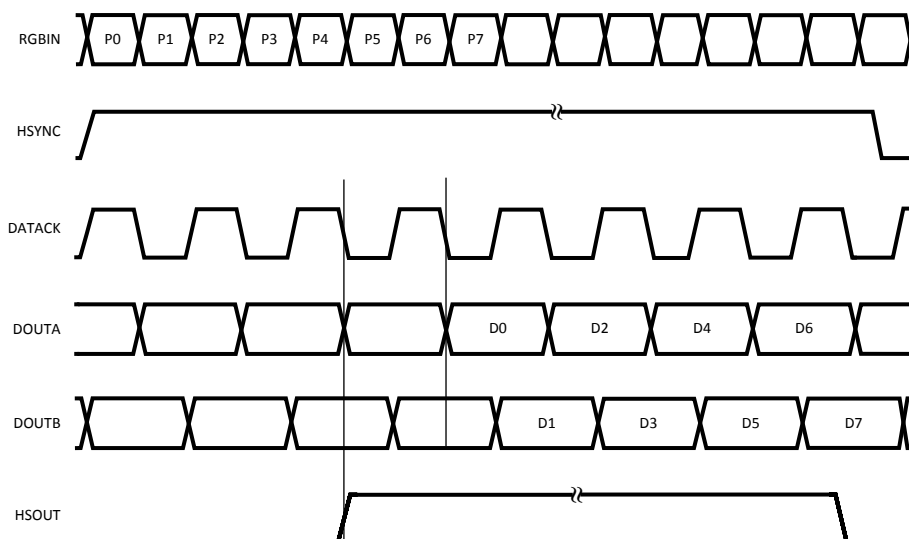 RGBIN P0 P1 P2 P3 P4 P5 P6 P7
HSYNC
DATACK
DOUTA D0 D2 D4 D6
DOUTB D1 D3 D5 D7
HSOUT